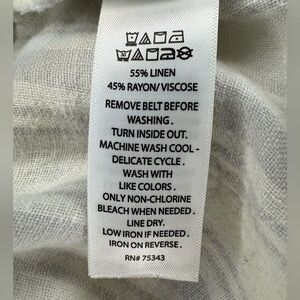 55% LINEN
45% RAYON/ VISCOSE
REMOVE BELT BEFORE
WASHING .
TURN INSIDE OUT.
MACHINE WASH COOL -
DELICATE CYCLE .
WASH WITH
LIKE COLORS .
ONLY NON-CHLORINE
BLEACH WHEN NEEDED .
LINE DRY.
LOW IRON IF NEEDED .
IRON ON REVERSE .
RN# 75343